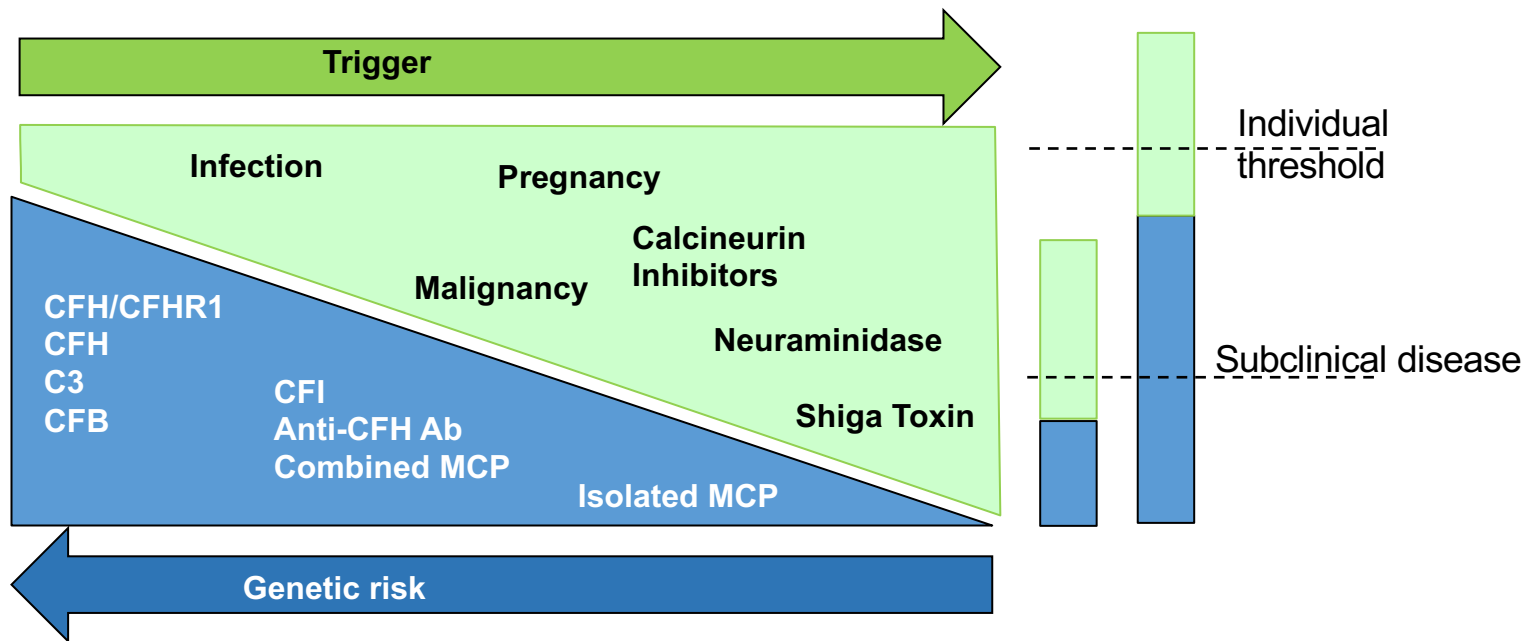 Trigger
Infection
Pregnancy
Calcineurin
Inhibitors
Malignancy
Neuraminidase
Shiga Toxin
CFH/CFHR1
CFH
C3
CFB
CFI
Anti-CFH Ab
Combined MCP
Isolated MCP
Genetic risk
Individual
threshold
Subclinical disease